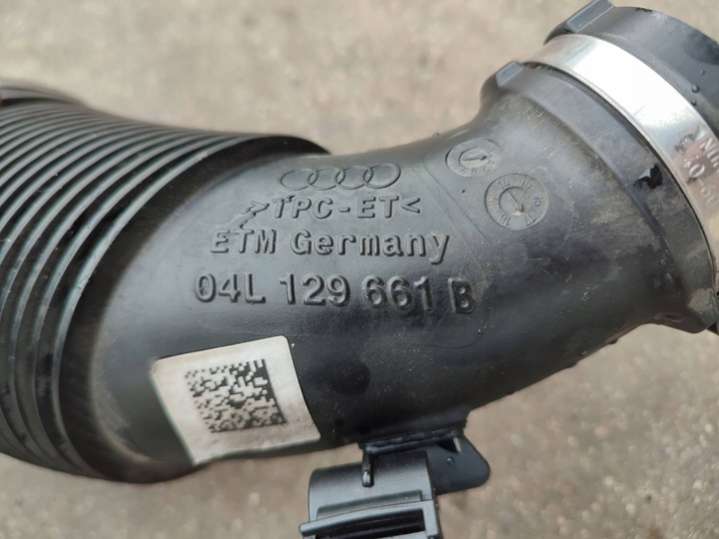 >TPC-ET<
ETM Germany
04L 129 661 B